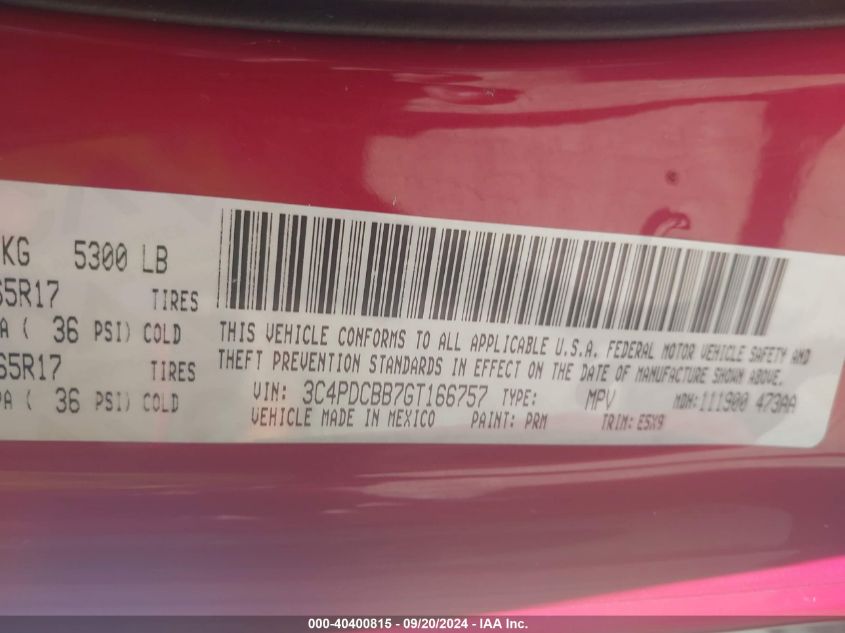 KG 5300 LB
65R17 TIRES
A ( 36 PSI) COLD
65R17 TIRES
PA ( 36 PSI) COLD
THIS VEHICLE CONFORMS TO ALL APPLICABLE U.S.A. FEDERAL MOTOR VEHICLE SAFETY AND
THEFT PREVENTION STANDARDS IN EFFECT ON THE DATE OF MANUFACTURE SHOWN ABOVE.
VIN: 3C4PDCBB7GT166757 TYPE: MPV MDH: 111900 473AA
VEHICLE MADE IN MEXICO PAINT: PRM TRIM: E5X9
000-40400815 - 09/20/2024 - IAA Inc.